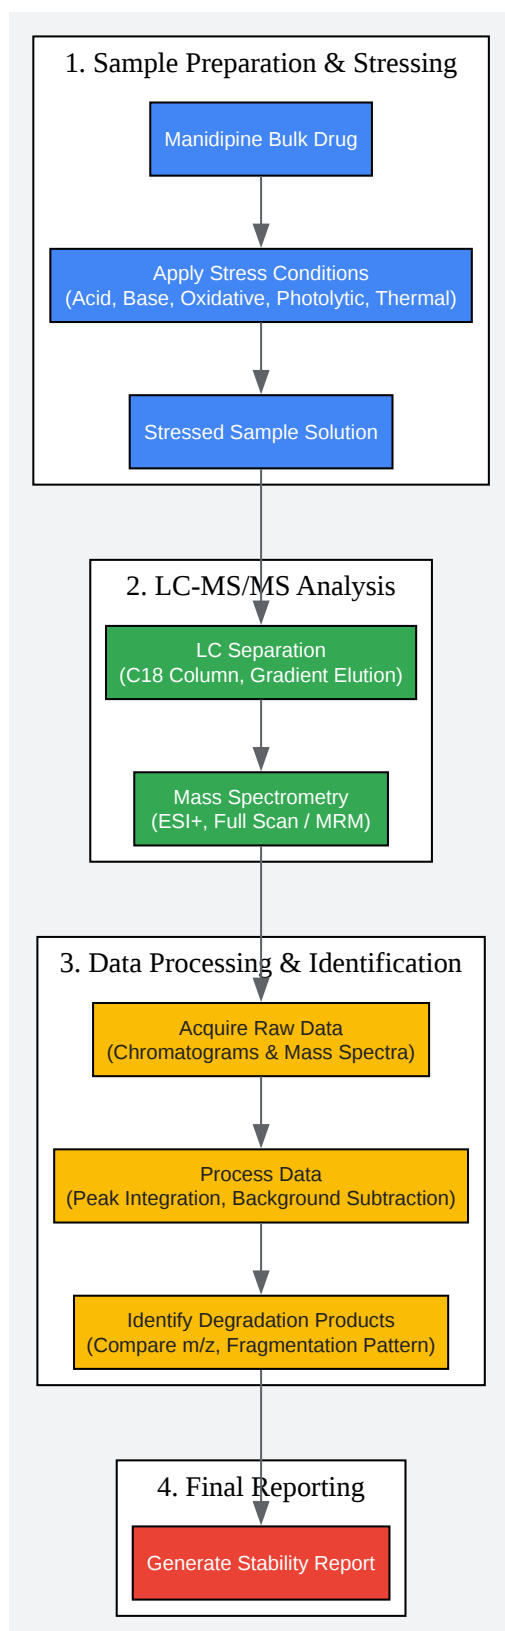 1. Sample Preparation & Stressing
Manidipine Bulk Drug
Apply Stress Conditions
(Acid, Base, Oxidative, Photolytic, Thermal)
Stressed Sample Solution
2. LC-MS/MS Analysis
LC Separation
(C18 Column, Gradient Elution)
Mass Spectrometry
(ESI+, Full Scan / MRM)
3. Data Processing & Identification
Acquire Raw Data
(Chromatograms & Mass Spectra)
Process Data
(Peak Integration, Background Subtraction)
Identify Degradation Products
(Compare m/z, Fragmentation Pattern)
4. Final Reporting
Generate Stability Report